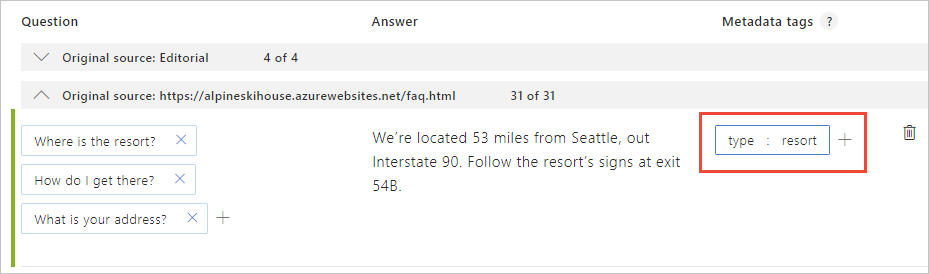 Question Answer Metadata tags ?
Original source: Editorial 4 of 4
Original source: https://alpineskihouse.azurewebsites.net/faq.html 31 of 31
Where is the resort?
How do I get there?
What is your address?
We're located 53 miles from Seattle, out
Interstate 90. Follow the resort's signs at exit
54B.
type : resort